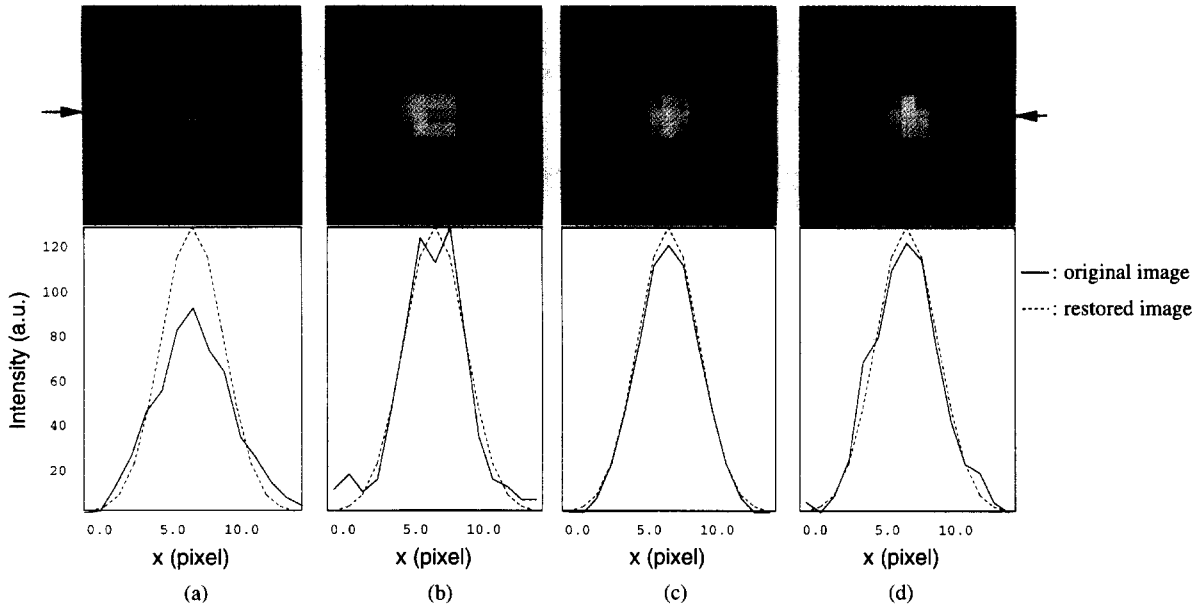 120
100
80
60
40
20
Intensity (a.u.)
0.0 5.0 10.0
0.0 5.0 10.0
0.0 5.0 10.0
0.0 5.0 10.0
x (pixel)
x (pixel)
x (pixel)
x (pixel)
(a)
(b)
(c)
(d)
: original image
: restored image